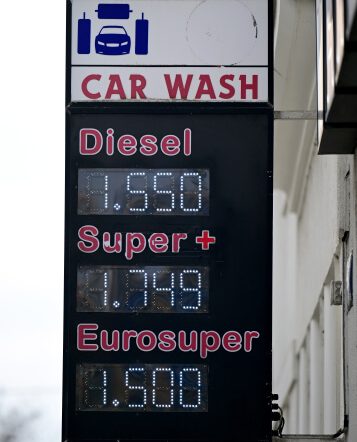 CAR WASH
Diesel
1.550
Super +
1.749
Eurosuper
1.500